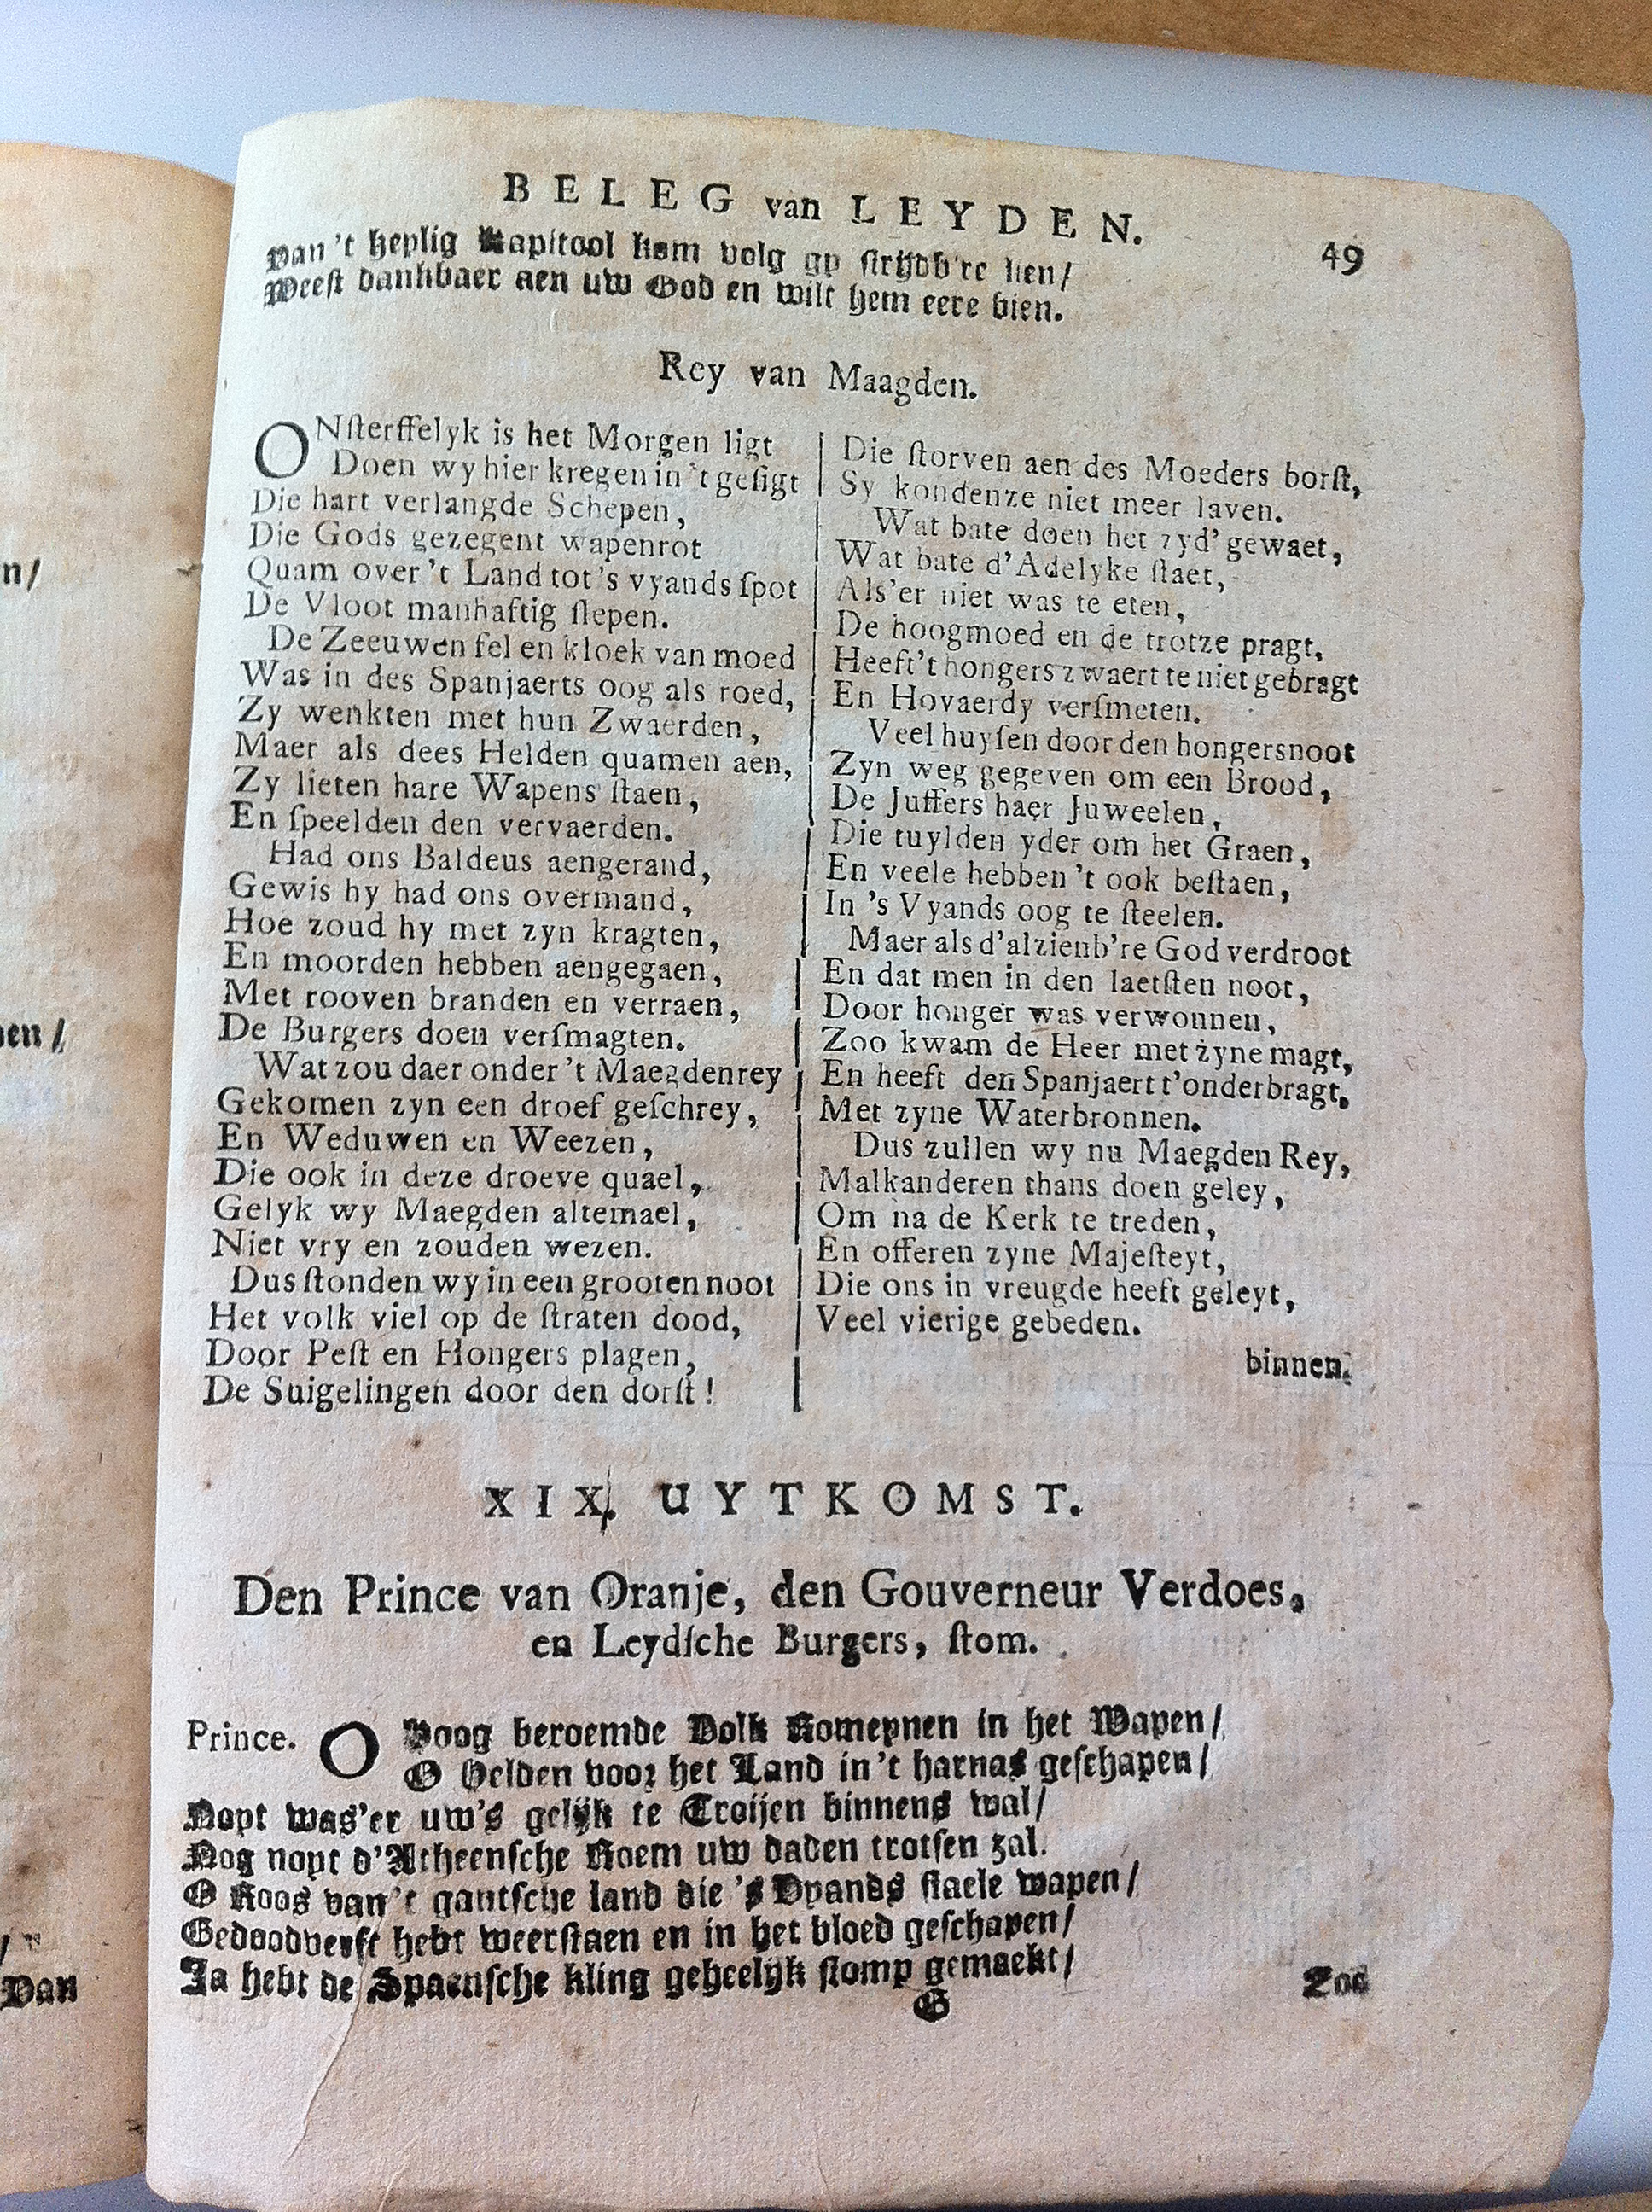 BELEG van LEYDEN. 49
Van 't heylig Kapitool kom volg gy strijdb're lien/
Weest dankbaer aen uw God en wilt hem eere bien.
Rey van Maagden.
ONſterffelyk is het Morgen ligt
Doen wy hier kregen in 't geſigt
Die hart verlangde Schepen,
Die Gods gezegent wapenrot
Quam over 't Land tot 's vyands ſpot
De Vloot manhaftig ſlepen.
De Zeeuwen fel en kloek van moed
Was in des Spanjaerts oog als roed,
Zy wenkten met hun Zwaerden,
Maer als dees Helden quamen aen,
Zy lieten hare Wapens ſtaen,
En ſpeelden den vervaerden.
Had ons Baldeus aengerand,
Gewis hy had ons overmand,
Hoe zoud hy met zyn kragten,
En moorden hebben aengegaen,
Met rooven branden en verraen,
De Burgers doen verſmagten.
Wat zou daer onder 't Maegdenrey
Gekomen zyn een droef geſchrey,
En Weduwen en Weezen,
Die ook in deze droeve quael,
Gelyk wy Maegden altemael,
Niet vry en zouden wezen.
Dus ſtonden wy in een grooten noot
Het volk viel op de ſtraten dood,
Door Peſt en Hongers plagen,
De Suigelingen door den dorſt!
Die ſtorven aen des Moeders borſt,
Sy kondenze niet meer laven.
Wat bate doen het zyd' gewaet,
Wat bate d'Adelyke ſtaet,
Als'er niet was te eten,
De hoogmoed en de trotze pragt,
Heeft 't hongers zwaert te niet gebragt
En Hovaerdy verſmeten.
Veel huyſen door den hongersnoot
Zyn weg gegeven om een Brood,
De Juffers haer Juweelen,
Die tuylden yder om het Graen,
En veele hebben 't ook beſtaen,
In 's Vyands oog te ſteelen.
Maer als d'alzienb're God verdroot
En dat men in den laetſten noot,
Door honger was verwonnen,
Zoo kwam de Heer met zyne magt,
En heeft den Spanjaert t'onderbragt,
Met zyne Waterbronnen.
Dus zullen wy nu Maegden Rey,
Malkanderen thans doen geley,
Om na de Kerk te treden,
En offeren zyne Majeſteyt,
Die ons in vreugde heeft geleyt,
Veel vierige gebeden.
binnen.
XIX. UYTKOMST.
Den Prince van Oranje, den Gouverneur Verdoes,
en Leydſche Burgers, ſtom.
Prince. O Hoog beroemde Volk Romeynen in het Wapen/
O Helden voor het Land in 't harnas geſchapen/
Noyt was'er uw's gelijk te Troijen binnens wal/
Nog noyt d'Atheenſche Roem uw daden trotſen zal.
O Roos van 't gantſche land die 's Vyands ſtaele wapen/
Gedoodverft hebt weerſtaen en in het bloed geſchapen/
Ja hebt de Spaenſche kling geheelijk ſtomp gemaekt/
G Zoo
n/
en/
/
Van